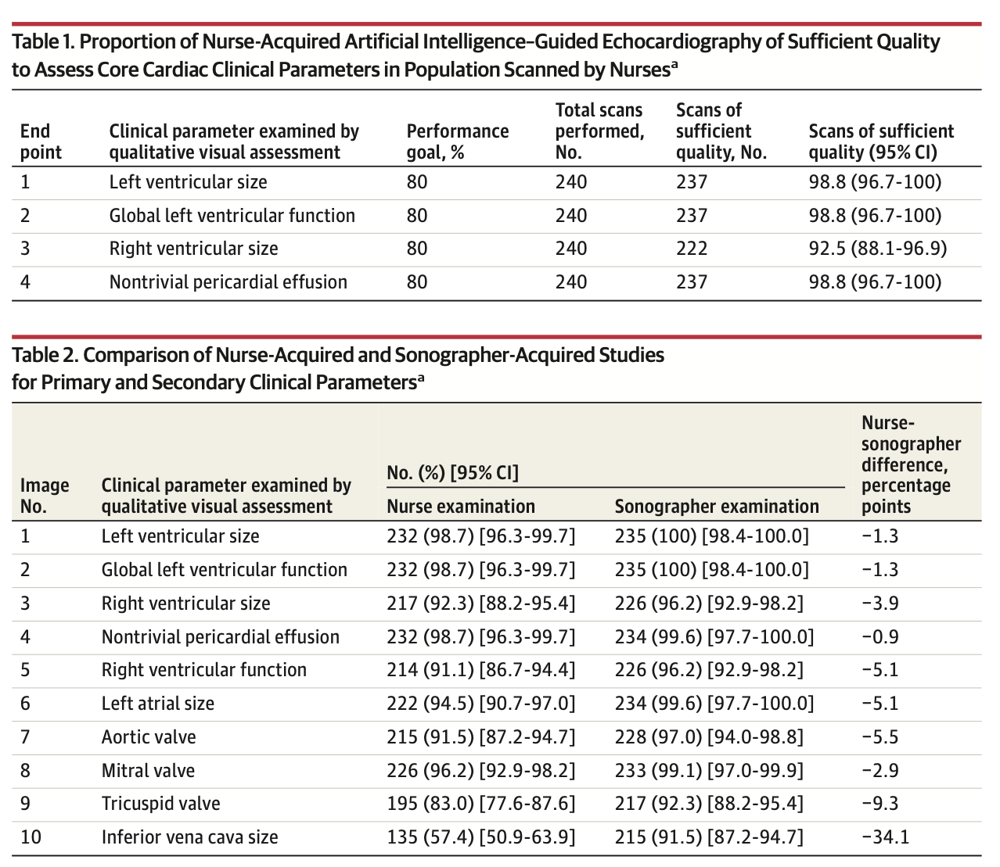 Table 1. Proportion of Nurse-Acquired Artificial Intelligence–Guided Echocardiography of Sufficient Quality
to Assess Core Cardiac Clinical Parameters in Population Scanned by Nursesᵃ
End point | Clinical parameter examined by qualitative visual assessment | Performance goal, % | Total scans performed, No. | Scans of sufficient quality, No. | Scans of sufficient quality (95% CI)
1 | Left ventricular size | 80 | 240 | 237 | 98.8 (96.7-100)
2 | Global left ventricular function | 80 | 240 | 237 | 98.8 (96.7-100)
3 | Right ventricular size | 80 | 240 | 222 | 92.5 (88.1-96.9)
4 | Nontrivial pericardial effusion | 80 | 240 | 237 | 98.8 (96.7-100)
Table 2. Comparison of Nurse-Acquired and Sonographer-Acquired Studies
for Primary and Secondary Clinical Parametersᵃ
Image No. | Clinical parameter examined by qualitative visual assessment | No. (%) [95% CI] | Nurse-sonographer difference, percentage points
Nurse examination | Sonographer examination
1 | Left ventricular size | 232 (98.7) [96.3-99.7] | 235 (100) [98.4-100.0] | −1.3
2 | Global left ventricular function | 232 (98.7) [96.3-99.7] | 235 (100) [98.4-100.0] | −1.3
3 | Right ventricular size | 217 (92.3) [88.2-95.4] | 226 (96.2) [92.9-98.2] | −3.9
4 | Nontrivial pericardial effusion | 232 (98.7) [96.3-99.7] | 234 (99.6) [97.7-100.0] | −0.9
5 | Right ventricular function | 214 (91.1) [86.7-94.4] | 226 (96.2) [92.9-98.2] | −5.1
6 | Left atrial size | 222 (94.5) [90.7-97.0] | 234 (99.6) [97.7-100.0] | −5.1
7 | Aortic valve | 215 (91.5) [87.2-94.7] | 228 (97.0) [94.0-98.8] | −5.5
8 | Mitral valve | 226 (96.2) [92.9-98.2] | 233 (99.1) [97.0-99.9] | −2.9
9 | Tricuspid valve | 195 (83.0) [77.6-87.6] | 217 (92.3) [88.2-95.4] | −9.3
10 | Inferior vena cava size | 135 (57.4) [50.9-63.9] | 215 (91.5) [87.2-94.7] | −34.1